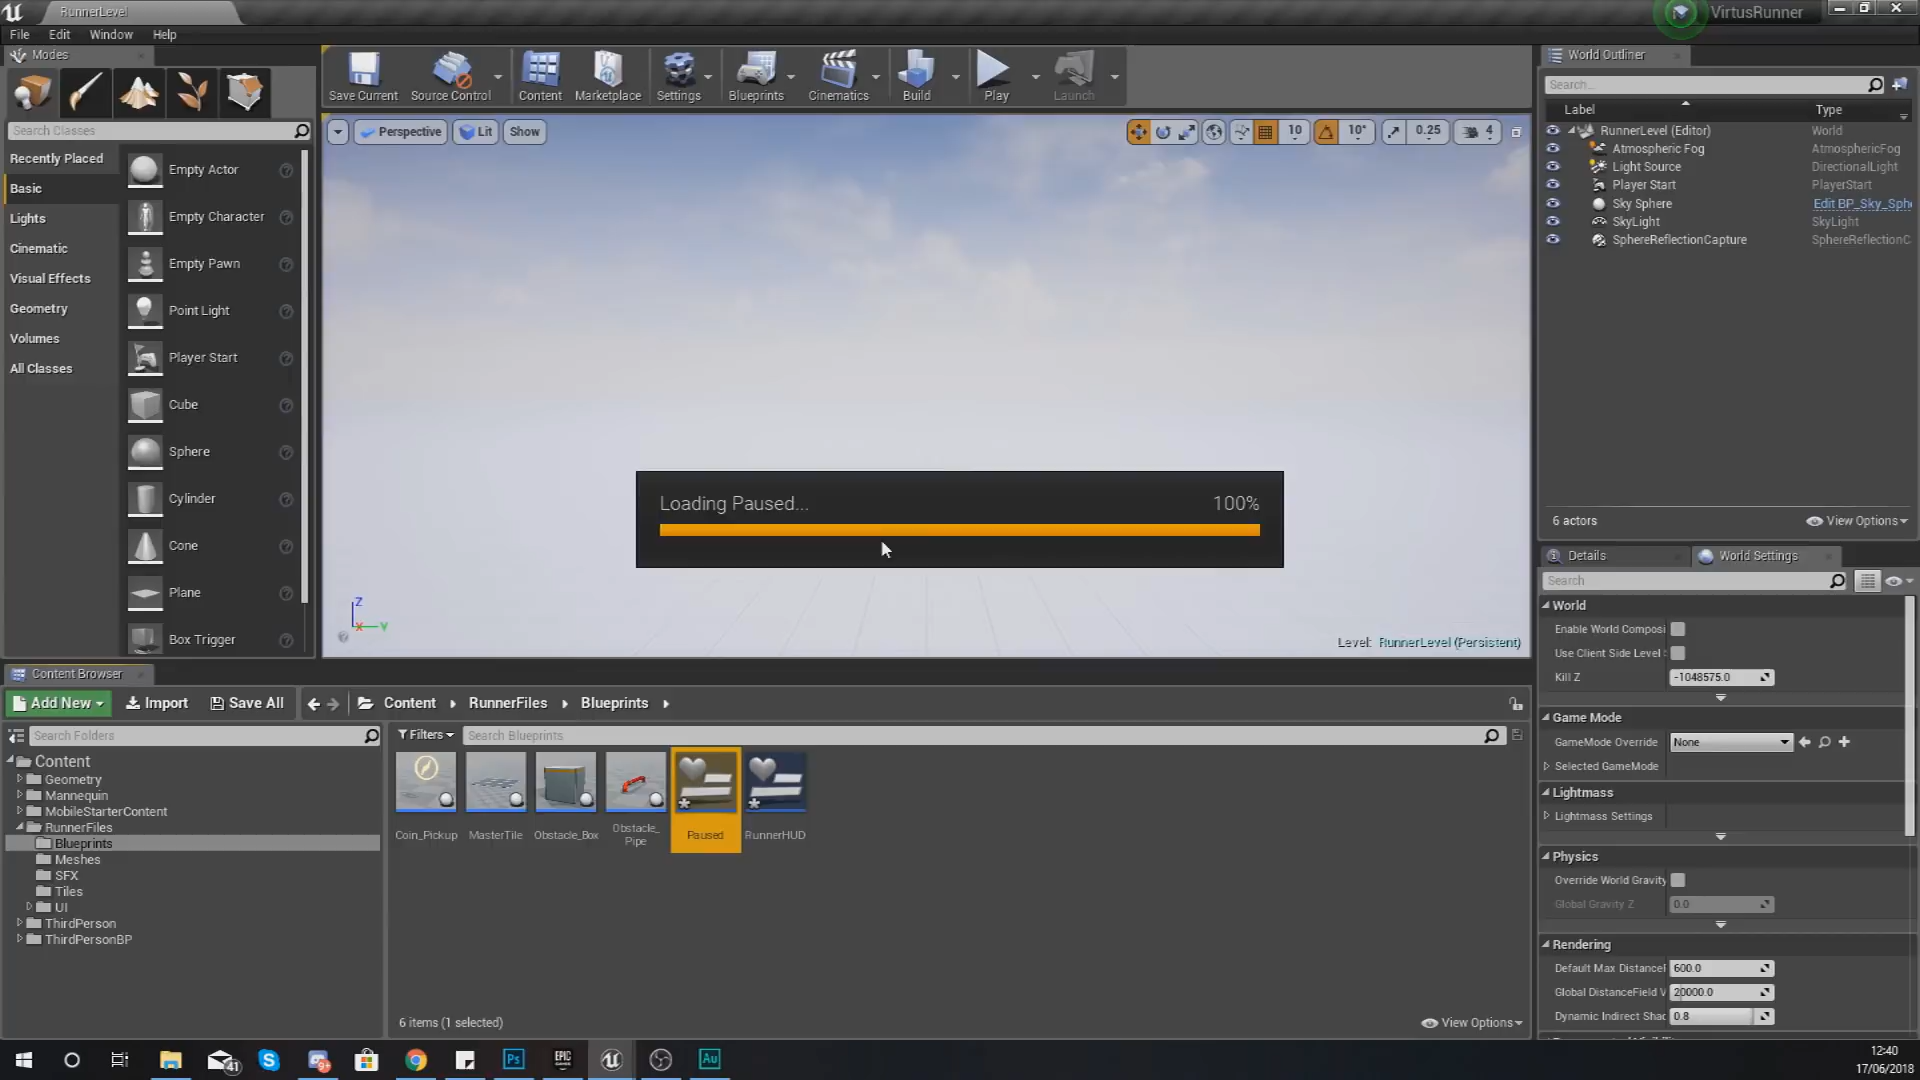 RunnerLevel
VirtusRunner
File Edit Window Help
Modes
Save Current
Source Control
Content
Marketplace
Settings
Blueprints
Cinematics
Build
Play
Launch
World Outliner
Search Classes
Perspective
Lit
Show
10
10°
0.25
4
Search...
Label Type
RunnerLevel (Editor) World
Atmospheric Fog AtmosphericFog
Light Source DirectionalLight
Player Start PlayerStart
Sky Sphere Edit BP_Sky_Sph
SkyLight SkyLight
SphereReflectionCapture SphereReflectionC
6 actors View Options
Recently Placed
Basic
Lights
Cinematic
Visual Effects
Geometry
Volumes
All Classes
Empty Actor
Empty Character
Empty Pawn
Point Light
Player Start
Cube
Sphere
Cylinder
Cone
Plane
Box Trigger
Loading Paused... 100%
Z
X
Y
Level: RunnerLevel (Persistent)
Details
World Settings
Search
World
Enable World Composi
Use Client Side Level
Kill Z -1048575.0
Game Mode
GameMode Override None
Selected GameMode
Lightmass
Lightmass Settings
Physics
Override World Gravity
Global Gravity Z 0.0
Rendering
Default Max DistanceF 600.0
Global DistanceField V 20000.0
Dynamic Indirect Shac 0.8
Content Browser
Add New Import Save All Content RunnerFiles Blueprints
Search Folders
Filters Search Blueprints
Content
Geometry
Mannequin
MobileStarterContent
RunnerFiles
Blueprints
Meshes
SFX
Tiles
UI
ThirdPerson
ThirdPersonBP
Coin_Pickup
MasterTile
Obstacle_Box
Obstacle_
Pipe
Paused
RunnerHUD
6 items (1 selected) View Options
41
9+
Ps
EPIC
Au
12:40
17/06/2018